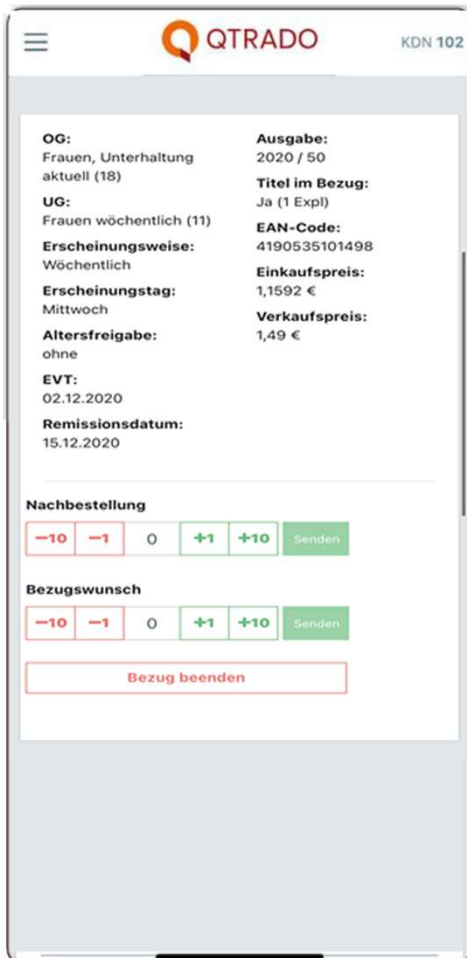 QTRADO
KDN 102
OG:
Frauen, Unterhaltung
aktuell (18)
UG:
Frauen wöchentlich (11)
Erscheinungsweise:
Wöchentlich
Erscheinungstag:
Mittwoch
Altersfreigabe:
ohne
EVT:
02.12.2020
Remissionsdatum:
15.12.2020
Ausgabe:
2020 / 50
Titel im Bezug:
Ja (1 Expl)
EAN-Code:
4190535101498
Einkaufspreis:
1,1592 €
Verkaufspreis:
1,49 €
Nachbestellung
−10 −1 0 +1 +10 Senden
Bezugswunsch
−10 −1 0 +1 +10 Senden
Bezug beenden